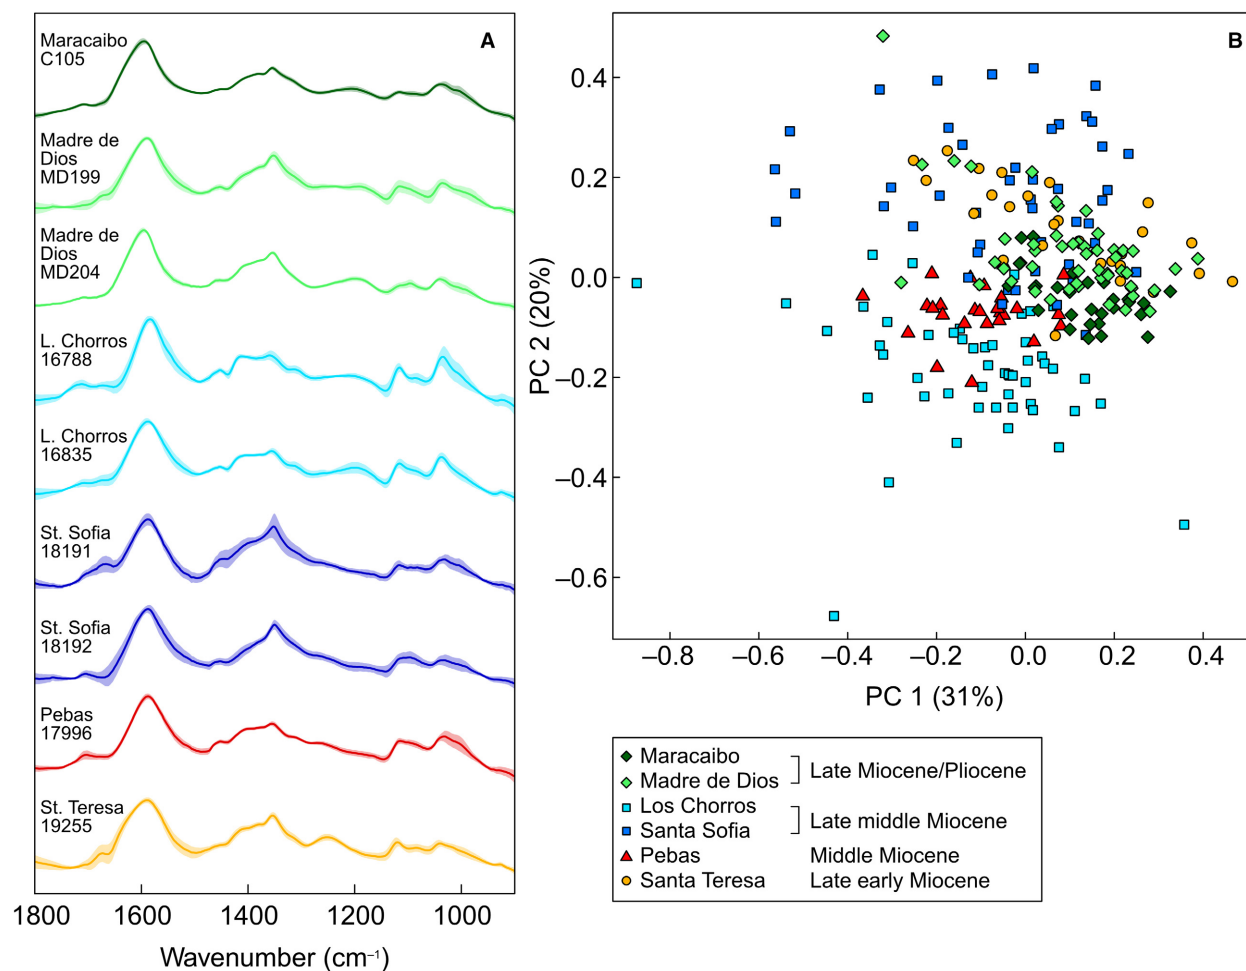 A
Maracaibo
C105
Madre de
Dios
MD199
Madre de
Dios
MD204
L. Chorros
16788
L. Chorros
16835
St. Sofia
18191
St. Sofia
18192
Pebas
17996
St. Teresa
19255
1800 1600 1400 1200 1000
Wavenumber (cm⁻¹)
B
0.4
0.2
0.0
–0.2
–0.4
–0.6
PC 2 (20%)
–0.8 –0.6 –0.4 –0.2 0.0 0.2 0.4
PC 1 (31%)
Maracaibo
Madre de Dios
Late Miocene/Pliocene
Los Chorros
Santa Sofia
Late middle Miocene
Pebas Middle Miocene
Santa Teresa Late early Miocene